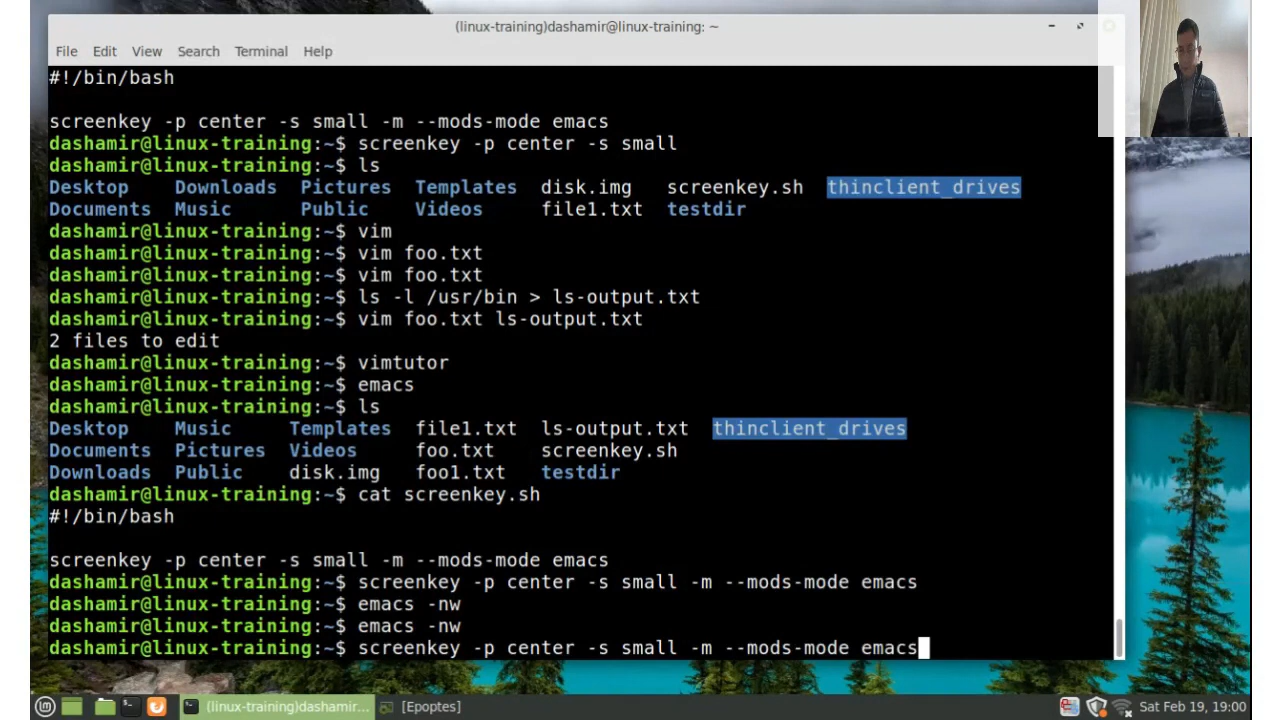 (linux-training)dashamir@linux-training: ~
File Edit View Search Terminal Help
#!/bin/bash
screenkey -p center -s small -m --mods-mode emacs
dashamir@linux-training:~$ screenkey -p center -s small
dashamir@linux-training:~$ ls
Desktop Downloads Pictures Templates disk.img screenkey.sh thinclient_drives
Documents Music Public Videos file1.txt testdir
dashamir@linux-training:~$ vim
dashamir@linux-training:~$ vim foo.txt
dashamir@linux-training:~$ vim foo.txt
dashamir@linux-training:~$ ls -l /usr/bin > ls-output.txt
dashamir@linux-training:~$ vim foo.txt ls-output.txt
2 files to edit
dashamir@linux-training:~$ vimtutor
dashamir@linux-training:~$ emacs
dashamir@linux-training:~$ ls
Desktop Music Templates file1.txt ls-output.txt thinclient_drives
Documents Pictures Videos foo.txt screenkey.sh
Downloads Public disk.img foo1.txt testdir
dashamir@linux-training:~$ cat screenkey.sh
#!/bin/bash
screenkey -p center -s small -m --mods-mode emacs
dashamir@linux-training:~$ screenkey -p center -s small -m --mods-mode emacs
dashamir@linux-training:~$ emacs -nw
dashamir@linux-training:~$ emacs -nw
dashamir@linux-training:~$ screenkey -p center -s small -m --mods-mode emacs
(linux-training)dashamir... [Epoptes] Sat Feb 19, 19:00